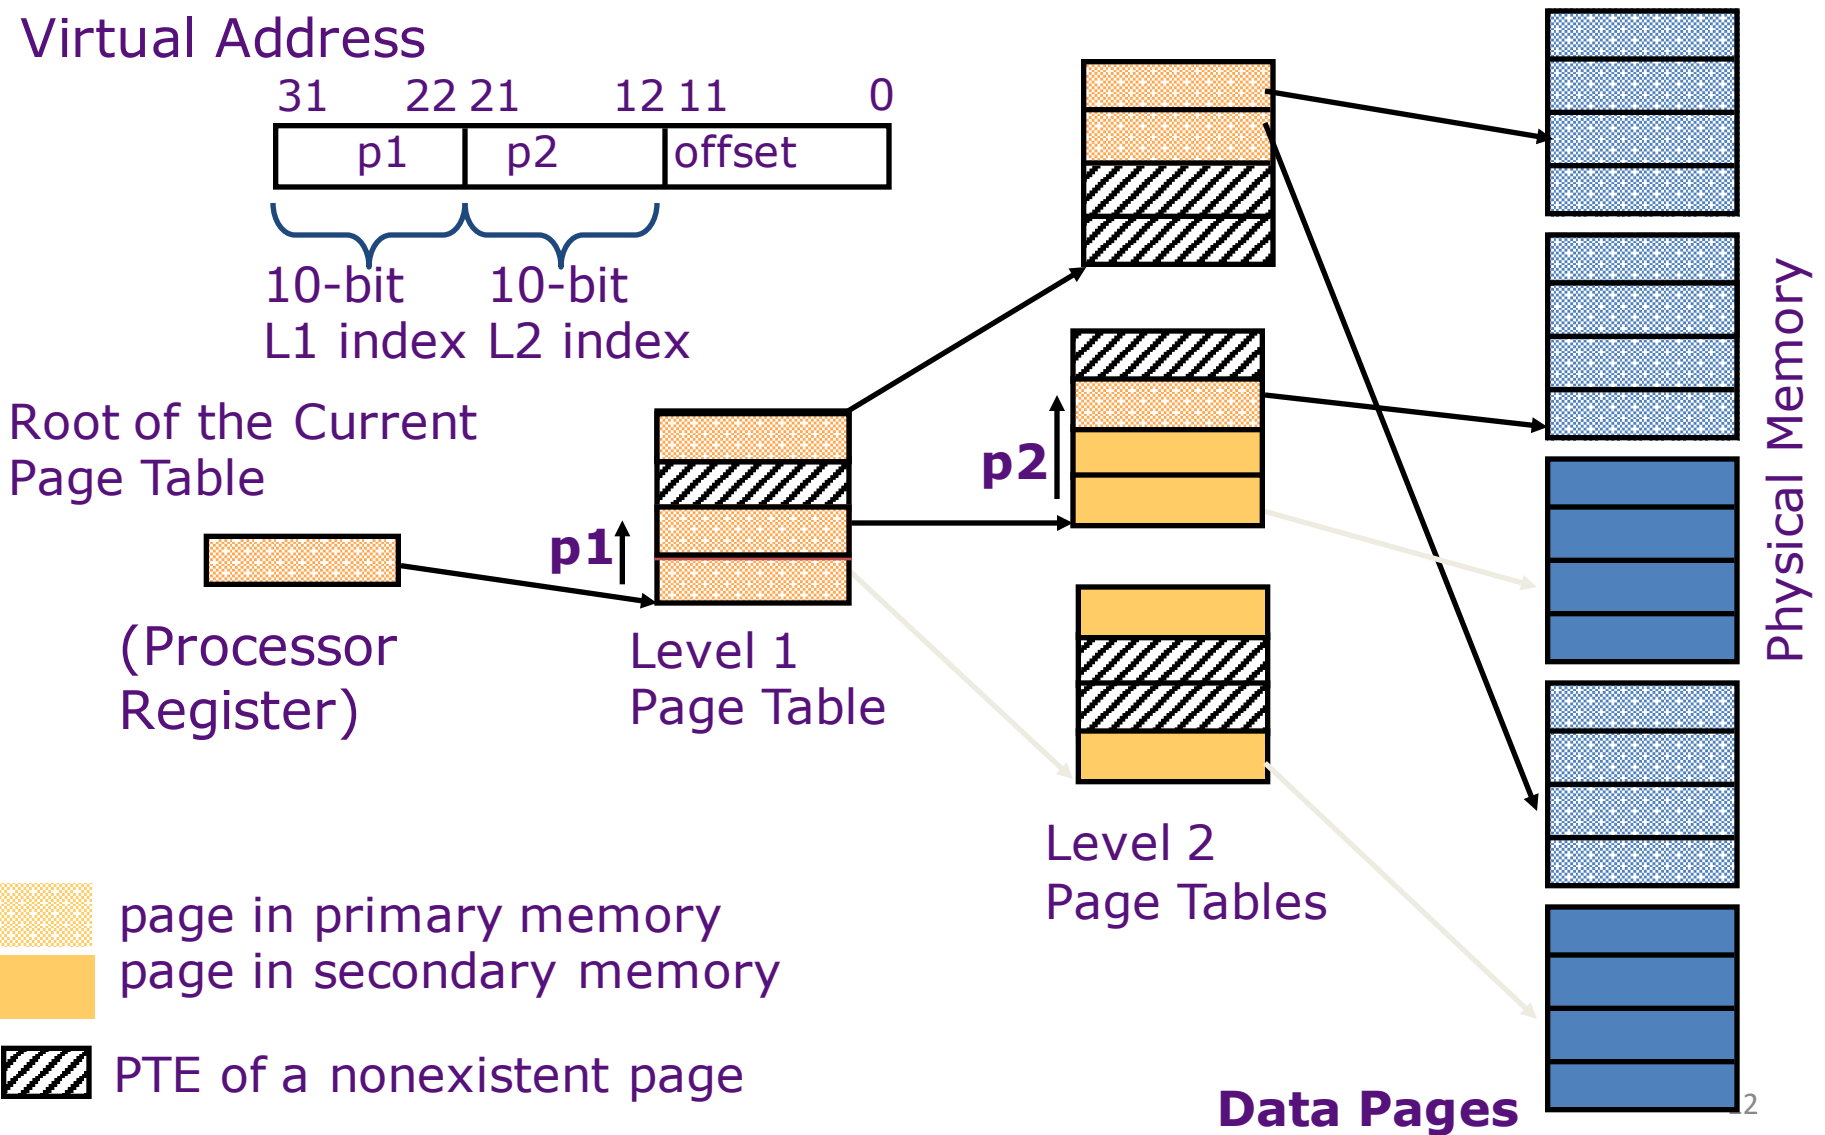 Virtual Address
31 22 21 12 11 0
p1 p2 offset
10-bit 10-bit
L1 index L2 index
Root of the Current
Page Table
p1
p2
(Processor
Register)
Level 1
Page Table
Level 2
Page Tables
Physical Memory
page in primary memory
page in secondary memory
PTE of a nonexistent page
Data Pages